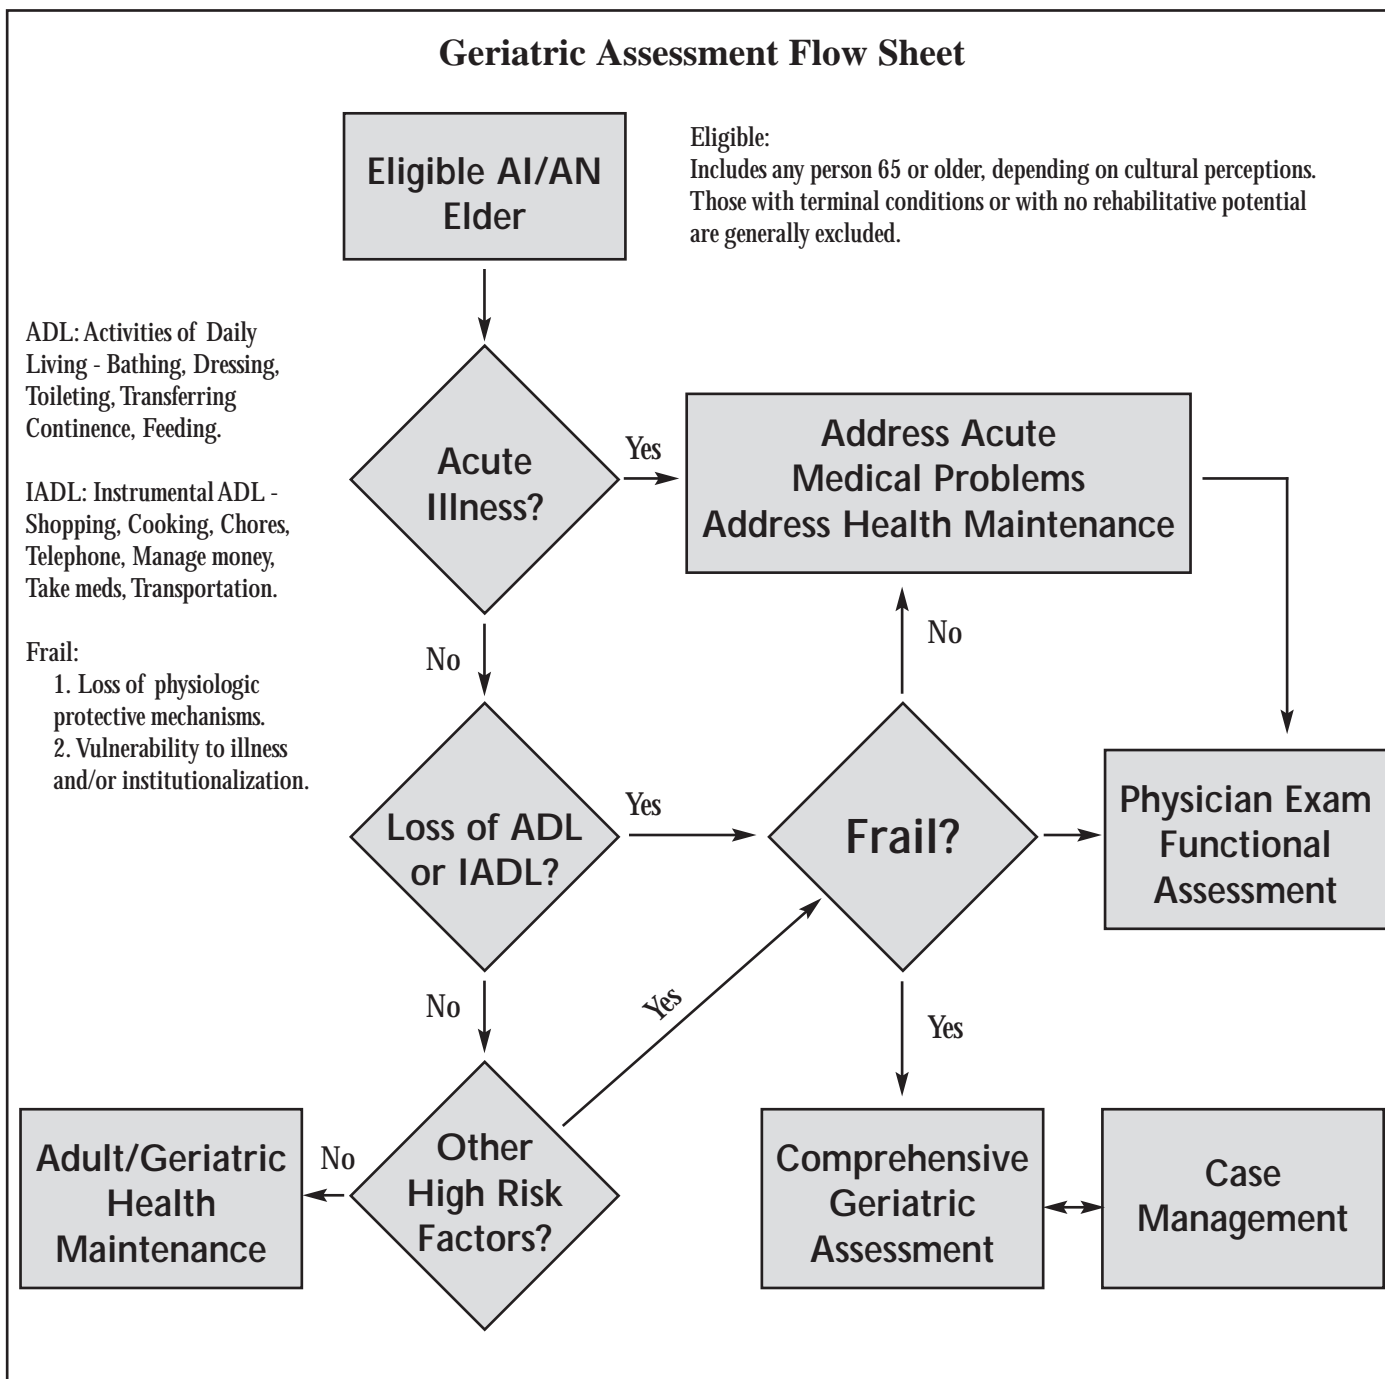 Geriatric Assessment Flow Sheet
Eligible AI/AN
Elder
Eligible:
Includes any person 65 or older, depending on cultural perceptions.
Those with terminal conditions or with no rehabilitative potential
are generally excluded.
ADL: Activities of Daily
Living - Bathing, Dressing,
Toileting, Transferring
Continence, Feeding.
IADL: Instrumental ADL -
Shopping, Cooking, Chores,
Telephone, Manage money,
Take meds, Transportation.
Frail:
1. Loss of physiologic
protective mechanisms.
2. Vulnerability to illness
and/or institutionalization.
Acute
Illness?
Yes
Address Acute
Medical Problems
Address Health Maintenance
No
No
Loss of ADL
or IADL?
Yes
Frail?
Physician Exam
Functional
Assessment
No
Yes
Yes
Other
High Risk
Factors?
No
Adult/Geriatric
Health
Maintenance
Comprehensive
Geriatric
Assessment
Case
Management